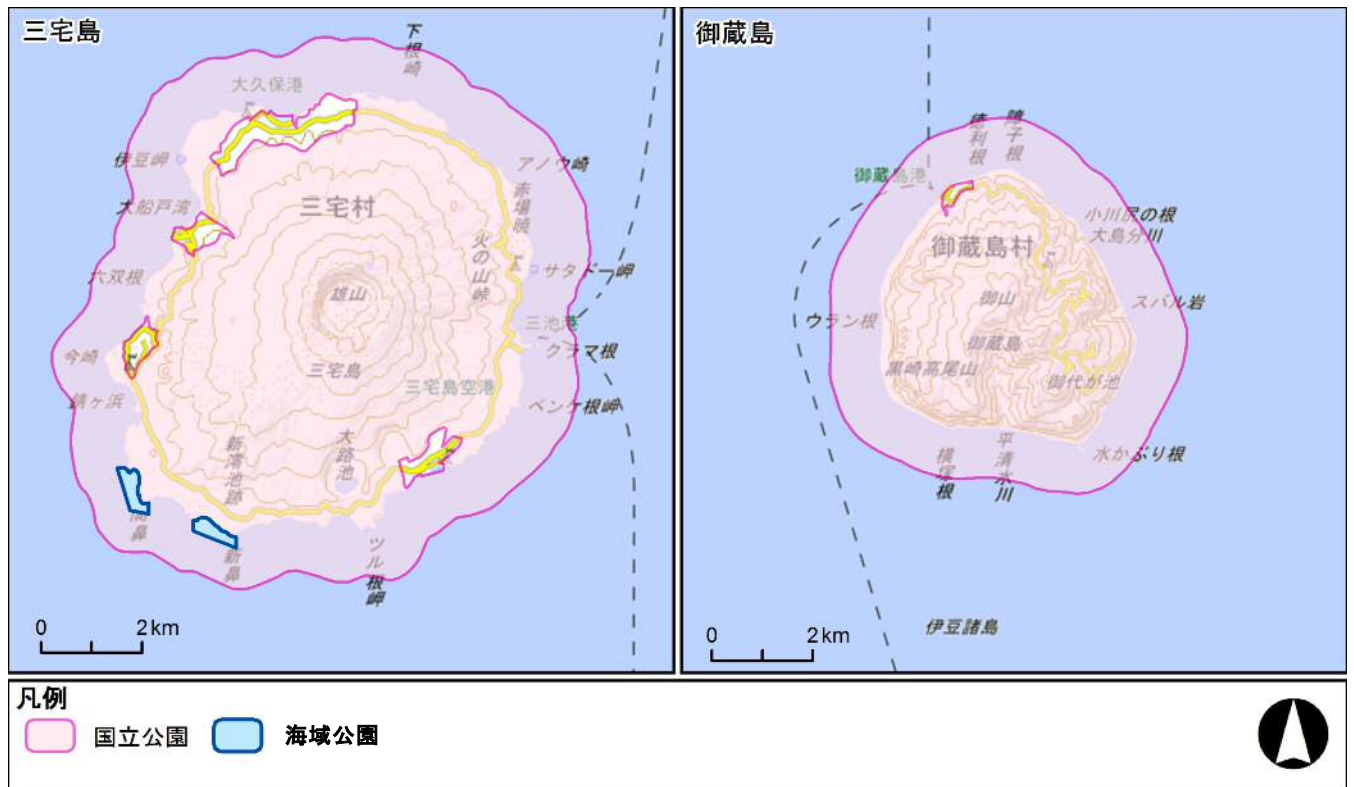 三宅島
下根崎
大久保港
伊豆岬
アノウ崎
赤場暁
大船戸湾
三宅村
火の山峠
六双根
サタドー岬
雄山
三池港
今崎
クラマ根
三宅島
三宅島空港
錆ヶ浜
ベンケ根岬
新澪池跡
大路池
間鼻
新鼻
ツル根岬
0 2km
御蔵島
徳利根
障子根
御蔵島港
小川尻の根
大島分川
御蔵島村
御山
スバル岩
ウラン根
御蔵島
黒崎高尾山
御代が池
横塚根
平清水川
水かぶり根
伊豆諸島
0 2km
凡例
国立公園
海域公園